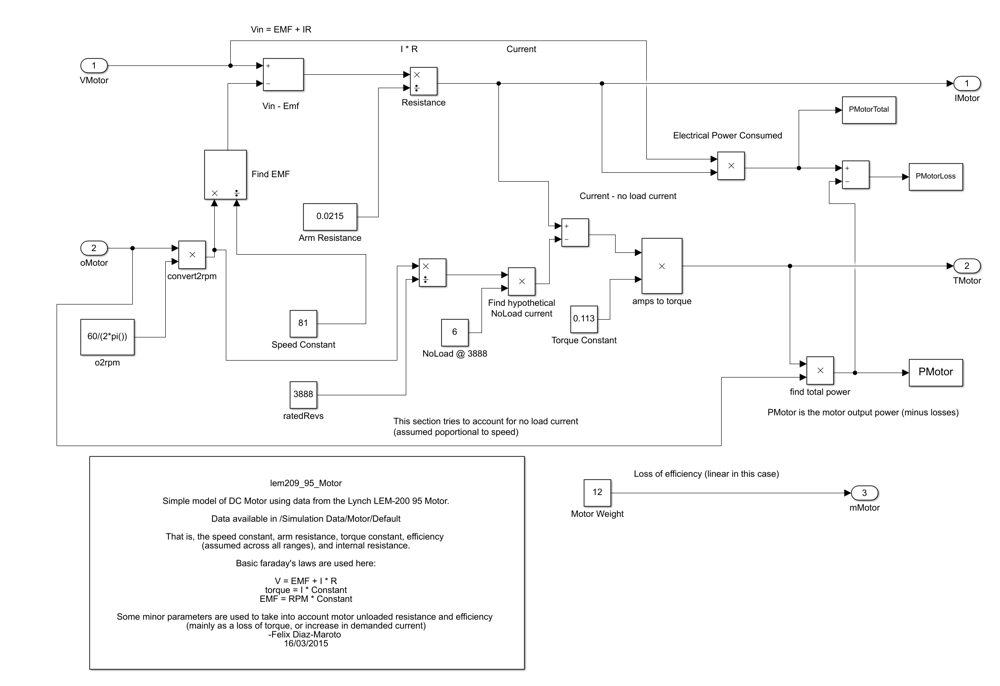 Vin = EMF + IR
I * R
Current
1
VMotor
+
−
Vin - Emf
×
÷
Resistance
1
IMotor
PMotorTotal
Electrical Power Consumed
×
+
−
PMotorLoss
×
÷
Find EMF
Current - no load current
0.0215
Arm Resistance
+
−
2
oMotor
×
convert2rpm
×
÷
×
Find hypothetical
NoLoad current
×
amps to torque
2
TMotor
60/(2*pi())
o2rpm
81
Speed Constant
6
NoLoad @ 3888
0.113
Torque Constant
×
find total power
PMotor
3888
ratedRevs
PMotor is the motor output power (minus losses)
This section tries to account for no load current
(assumed poportional to speed)
Loss of efficiency (linear in this case)
12
Motor Weight
3
mMotor
lem209_95_Motor
Simple model of DC Motor using data from the Lynch LEM-200 95 Motor.
Data available in /Simulation Data/Motor/Default
That is, the speed constant, arm resistance, torque constant, efficiency
(assumed across all ranges), and internal resistance.
Basic faraday's laws are used here:
V = EMF + I * R
torque = I * Constant
EMF = RPM * Constant
Some minor parameters are used to take into account motor unloaded resistance and efficiency
(mainly as a loss of torque, or increase in demanded current)
-Felix Diaz-Maroto
16/03/2015